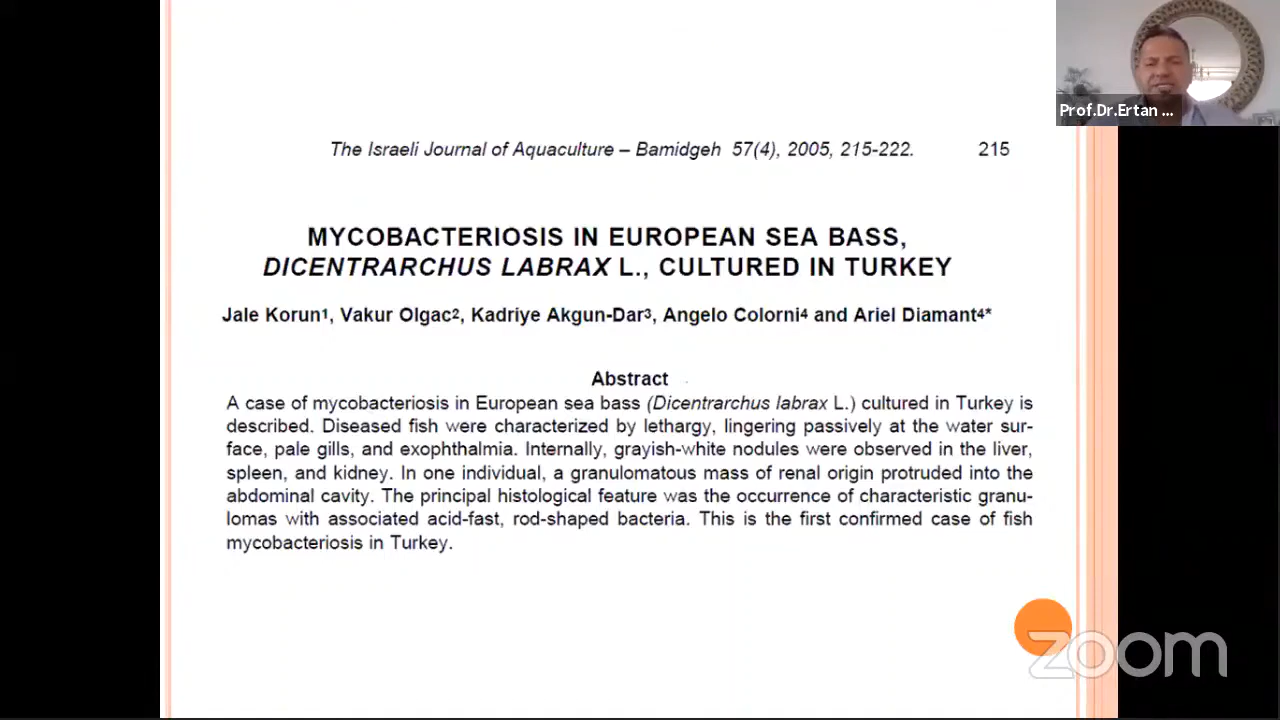 Prof.Dr.Ertan ...
The Israeli Journal of Aquaculture – Bamidgeh 57(4), 2005, 215-222. 215
MYCOBACTERIOSIS IN EUROPEAN SEA BASS,
DICENTRARCHUS LABRAX L., CULTURED IN TURKEY
Jale Korun1, Vakur Olgac2, Kadriye Akgun-Dar3, Angelo Colorni4 and Ariel Diamant4*
Abstract
A case of mycobacteriosis in European sea bass (Dicentrarchus labrax L.) cultured in Turkey is
described. Diseased fish were characterized by lethargy, lingering passively at the water sur-
face, pale gills, and exophthalmia. Internally, grayish-white nodules were observed in the liver,
spleen, and kidney. In one individual, a granulomatous mass of renal origin protruded into the
abdominal cavity. The principal histological feature was the occurrence of characteristic granu-
lomas with associated acid-fast, rod-shaped bacteria. This is the first confirmed case of fish
mycobacteriosis in Turkey.
zoom